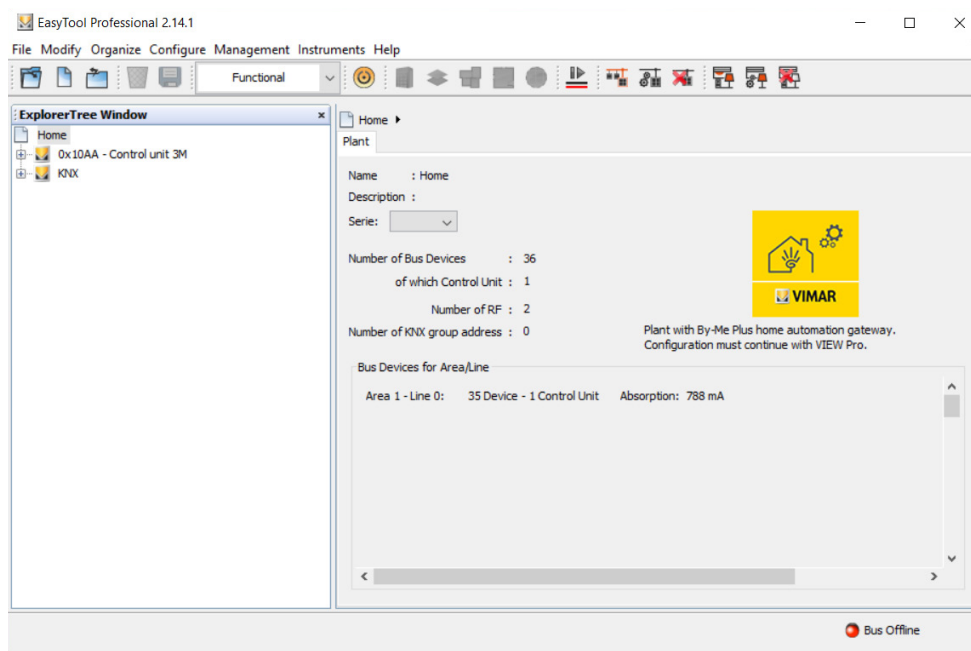 EasyTool Professional 2.14.1
File Modify Organize Configure Management Instruments Help
Functional
ExplorerTree Window
Home
0x10AA - Control unit 3M
KNX
Home
Plant
Name : Home
Description :
Serie:
Number of Bus Devices : 36
of which Control Unit : 1
Number of RF : 2
Number of KNX group address : 0
VIMAR
Plant with By-Me Plus home automation gateway.
Configuration must continue with VIEW Pro.
Bus Devices for Area/Line
Area 1 - Line 0: 35 Device - 1 Control Unit Absorption: 788 mA
Bus Offline